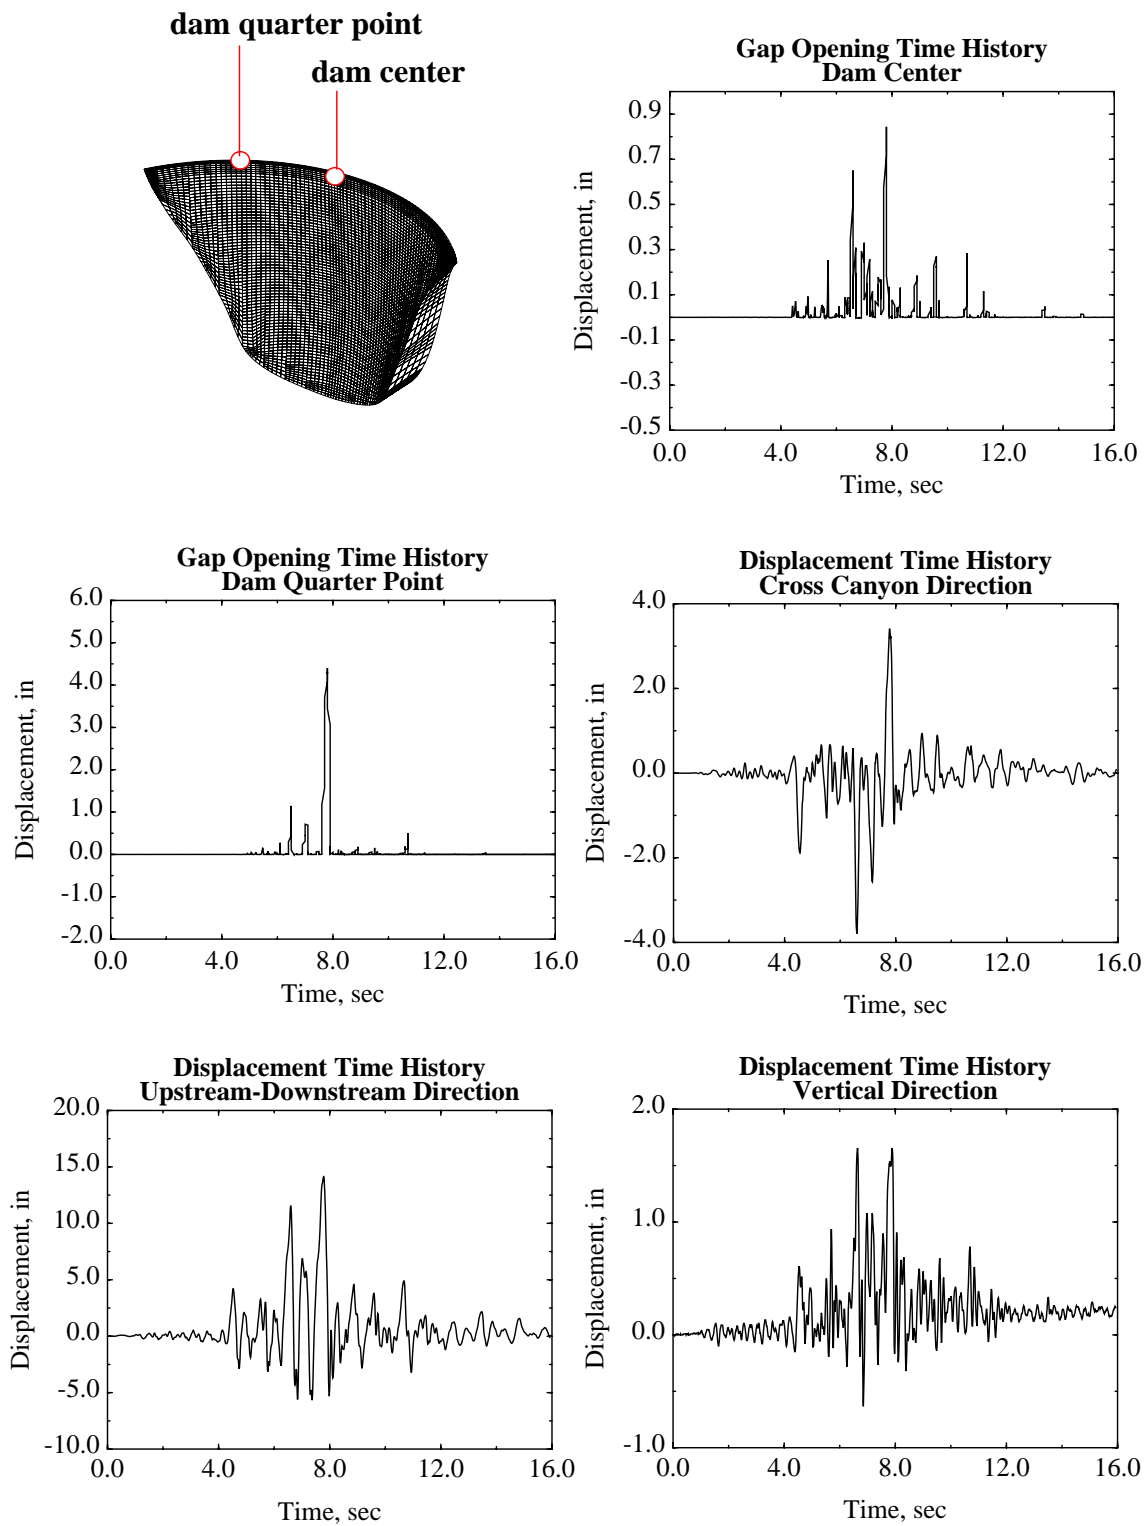 dam quarter point
dam center
Gap Opening Time History
Dam Center
0.9
0.7
0.5
0.3
0.1
-0.1
-0.3
-0.5
Displacement, in
0.0 4.0 8.0 12.0 16.0
Time, sec
Gap Opening Time History
Dam Quarter Point
6.0
5.0
4.0
3.0
2.0
1.0
0.0
-1.0
-2.0
Displacement, in
0.0 4.0 8.0 12.0 16.0
Time, sec
Displacement Time History
Cross Canyon Direction
4.0
2.0
0.0
-2.0
-4.0
Displacement, in
0.0 4.0 8.0 12.0 16.0
Time, sec
Displacement Time History
Upstream-Downstream Direction
20.0
15.0
10.0
5.0
0.0
-5.0
-10.0
Displacement, in
0.0 4.0 8.0 12.0 16.0
Time, sec
Displacement Time History
Vertical Direction
2.0
1.0
0.0
-1.0
Displacement, in
0.0 4.0 8.0 12.0 16.0
Time, sec